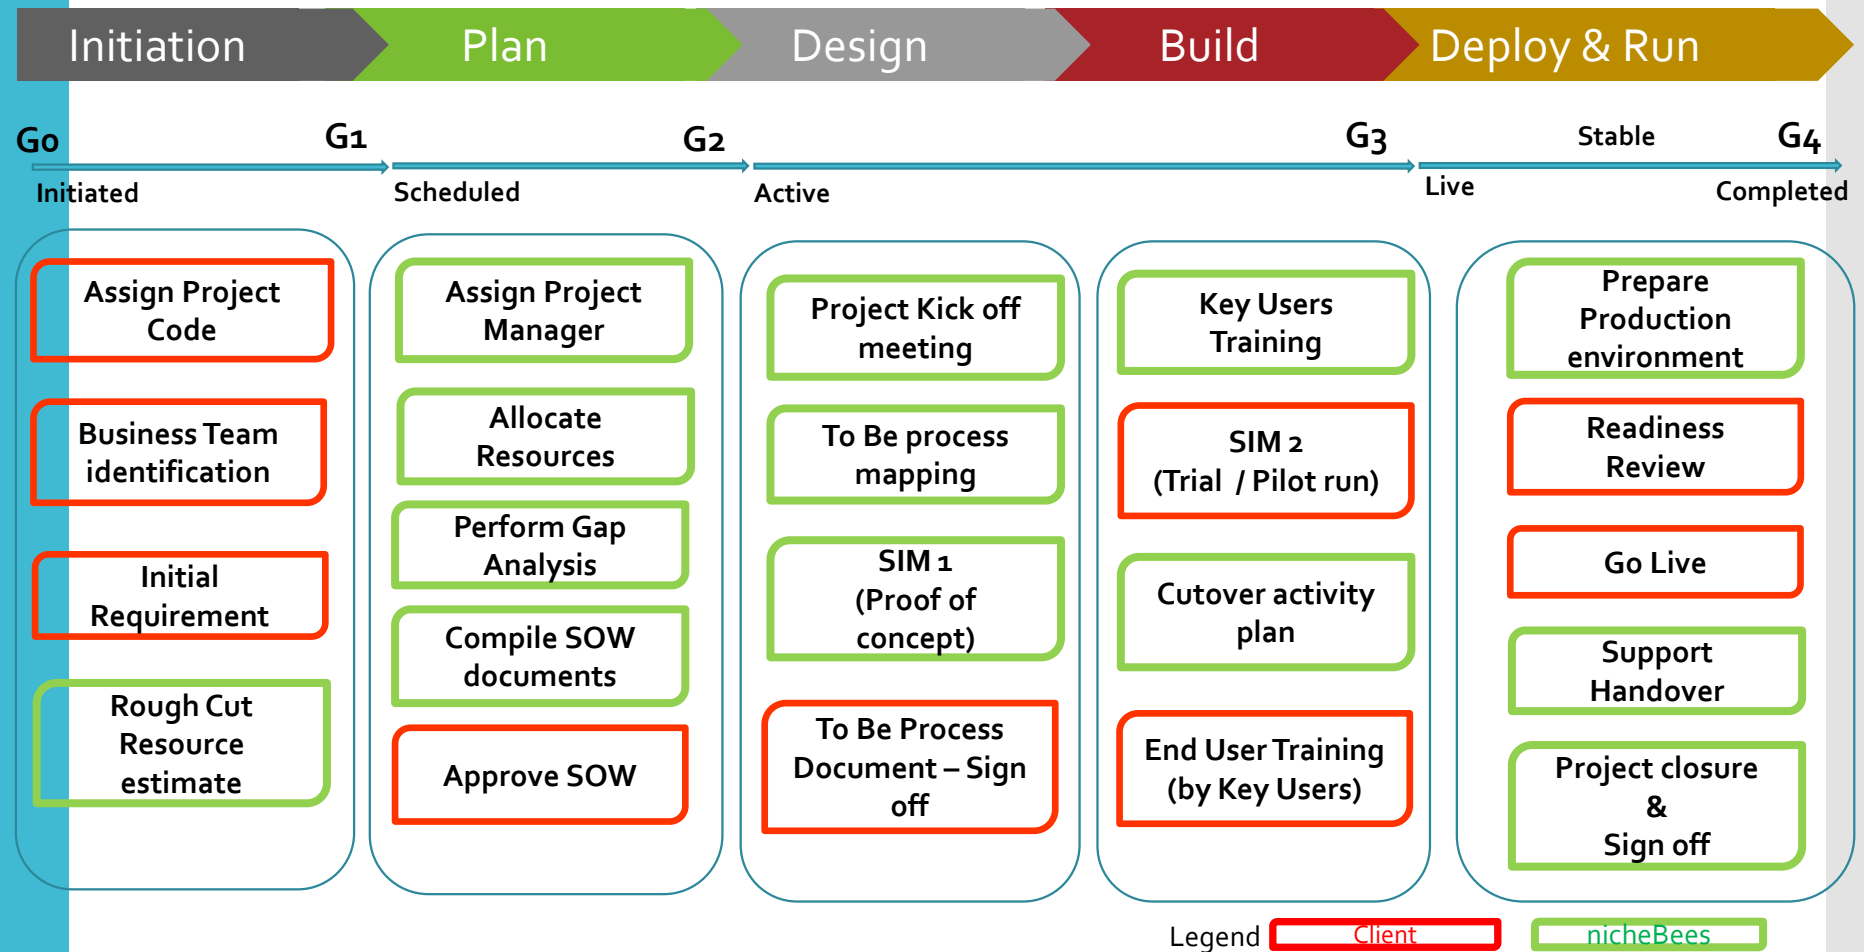 Initiation
Plan
Design
Build
Deploy & Run
G0
G1
G2
G3
Stable
G4
Initiated
Scheduled
Active
Live
Completed
Assign Project
Code
Business Team
identification
Initial
Requirement
Rough Cut
Resource
estimate
Assign Project
Manager
Allocate
Resources
Perform Gap
Analysis
Compile SOW
documents
Approve SOW
Project Kick off
meeting
To Be process
mapping
SIM 1
(Proof of
concept)
To Be Process
Document – Sign
off
Key Users
Training
SIM 2
(Trial / Pilot run)
Cutover activity
plan
End User Training
(by Key Users)
Prepare
Production
environment
Readiness
Review
Go Live
Support
Handover
Project closure
&
Sign off
Legend
Client
nicheBees